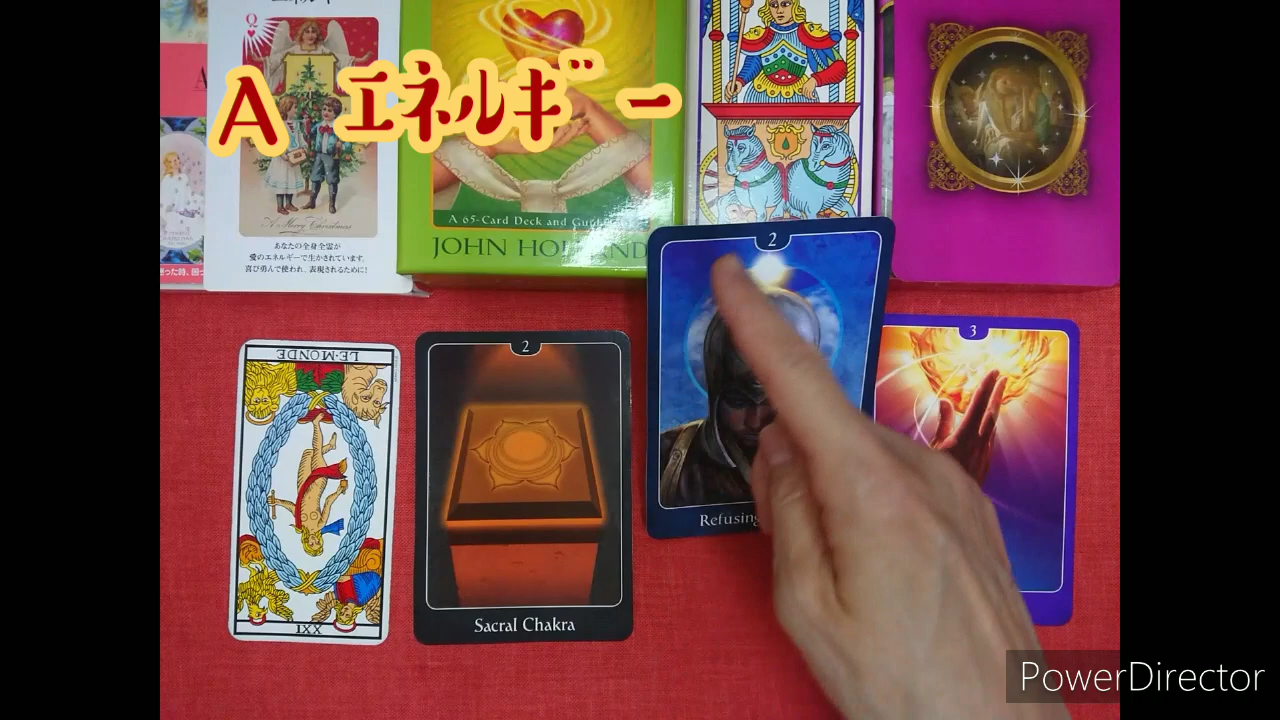 A エネルギー
あなたの全身全霊が
愛のエネルギーで生かされています。
喜び勇んで使われ、表現されるために!
A Merry Christmas
Q
A 65-Card Deck and Guid
JOHN HOLLAND
LE·MONDE
XXI
2
Sacral Chakra
2
Refusing
3
PowerDirector